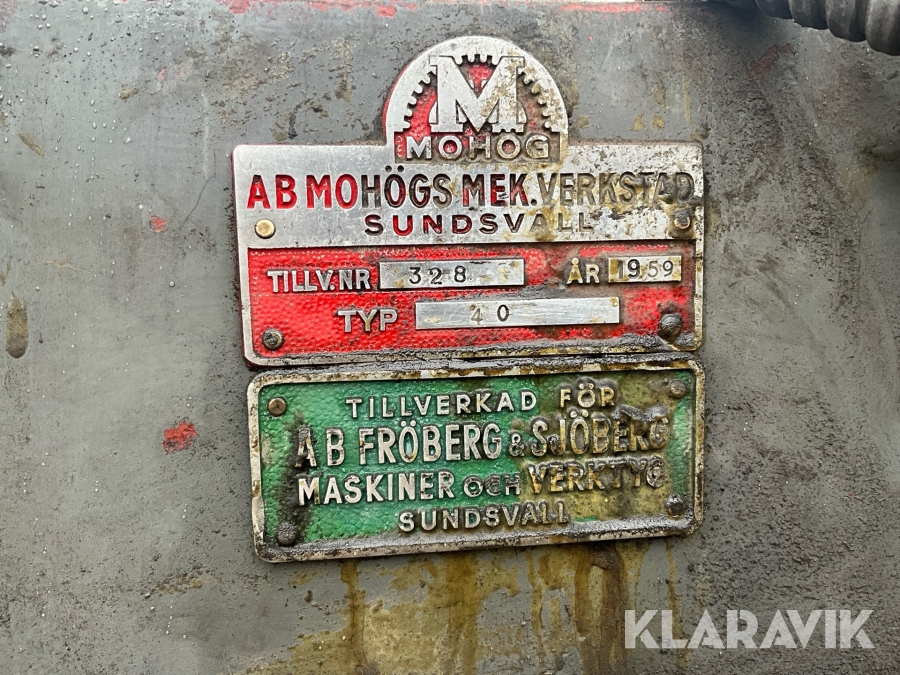 M
MOHÖG
AB MOHÖGS MEK. VERKSTAD
SUNDSVALL
TILLV.NR 328 ÅR 1959
TYP 40
TILLVERKAD FÖR
AB FRÖBERG & SJÖBERG
MASKINER OCH VERKTYG
SUNDSVALL
KLARAVIK